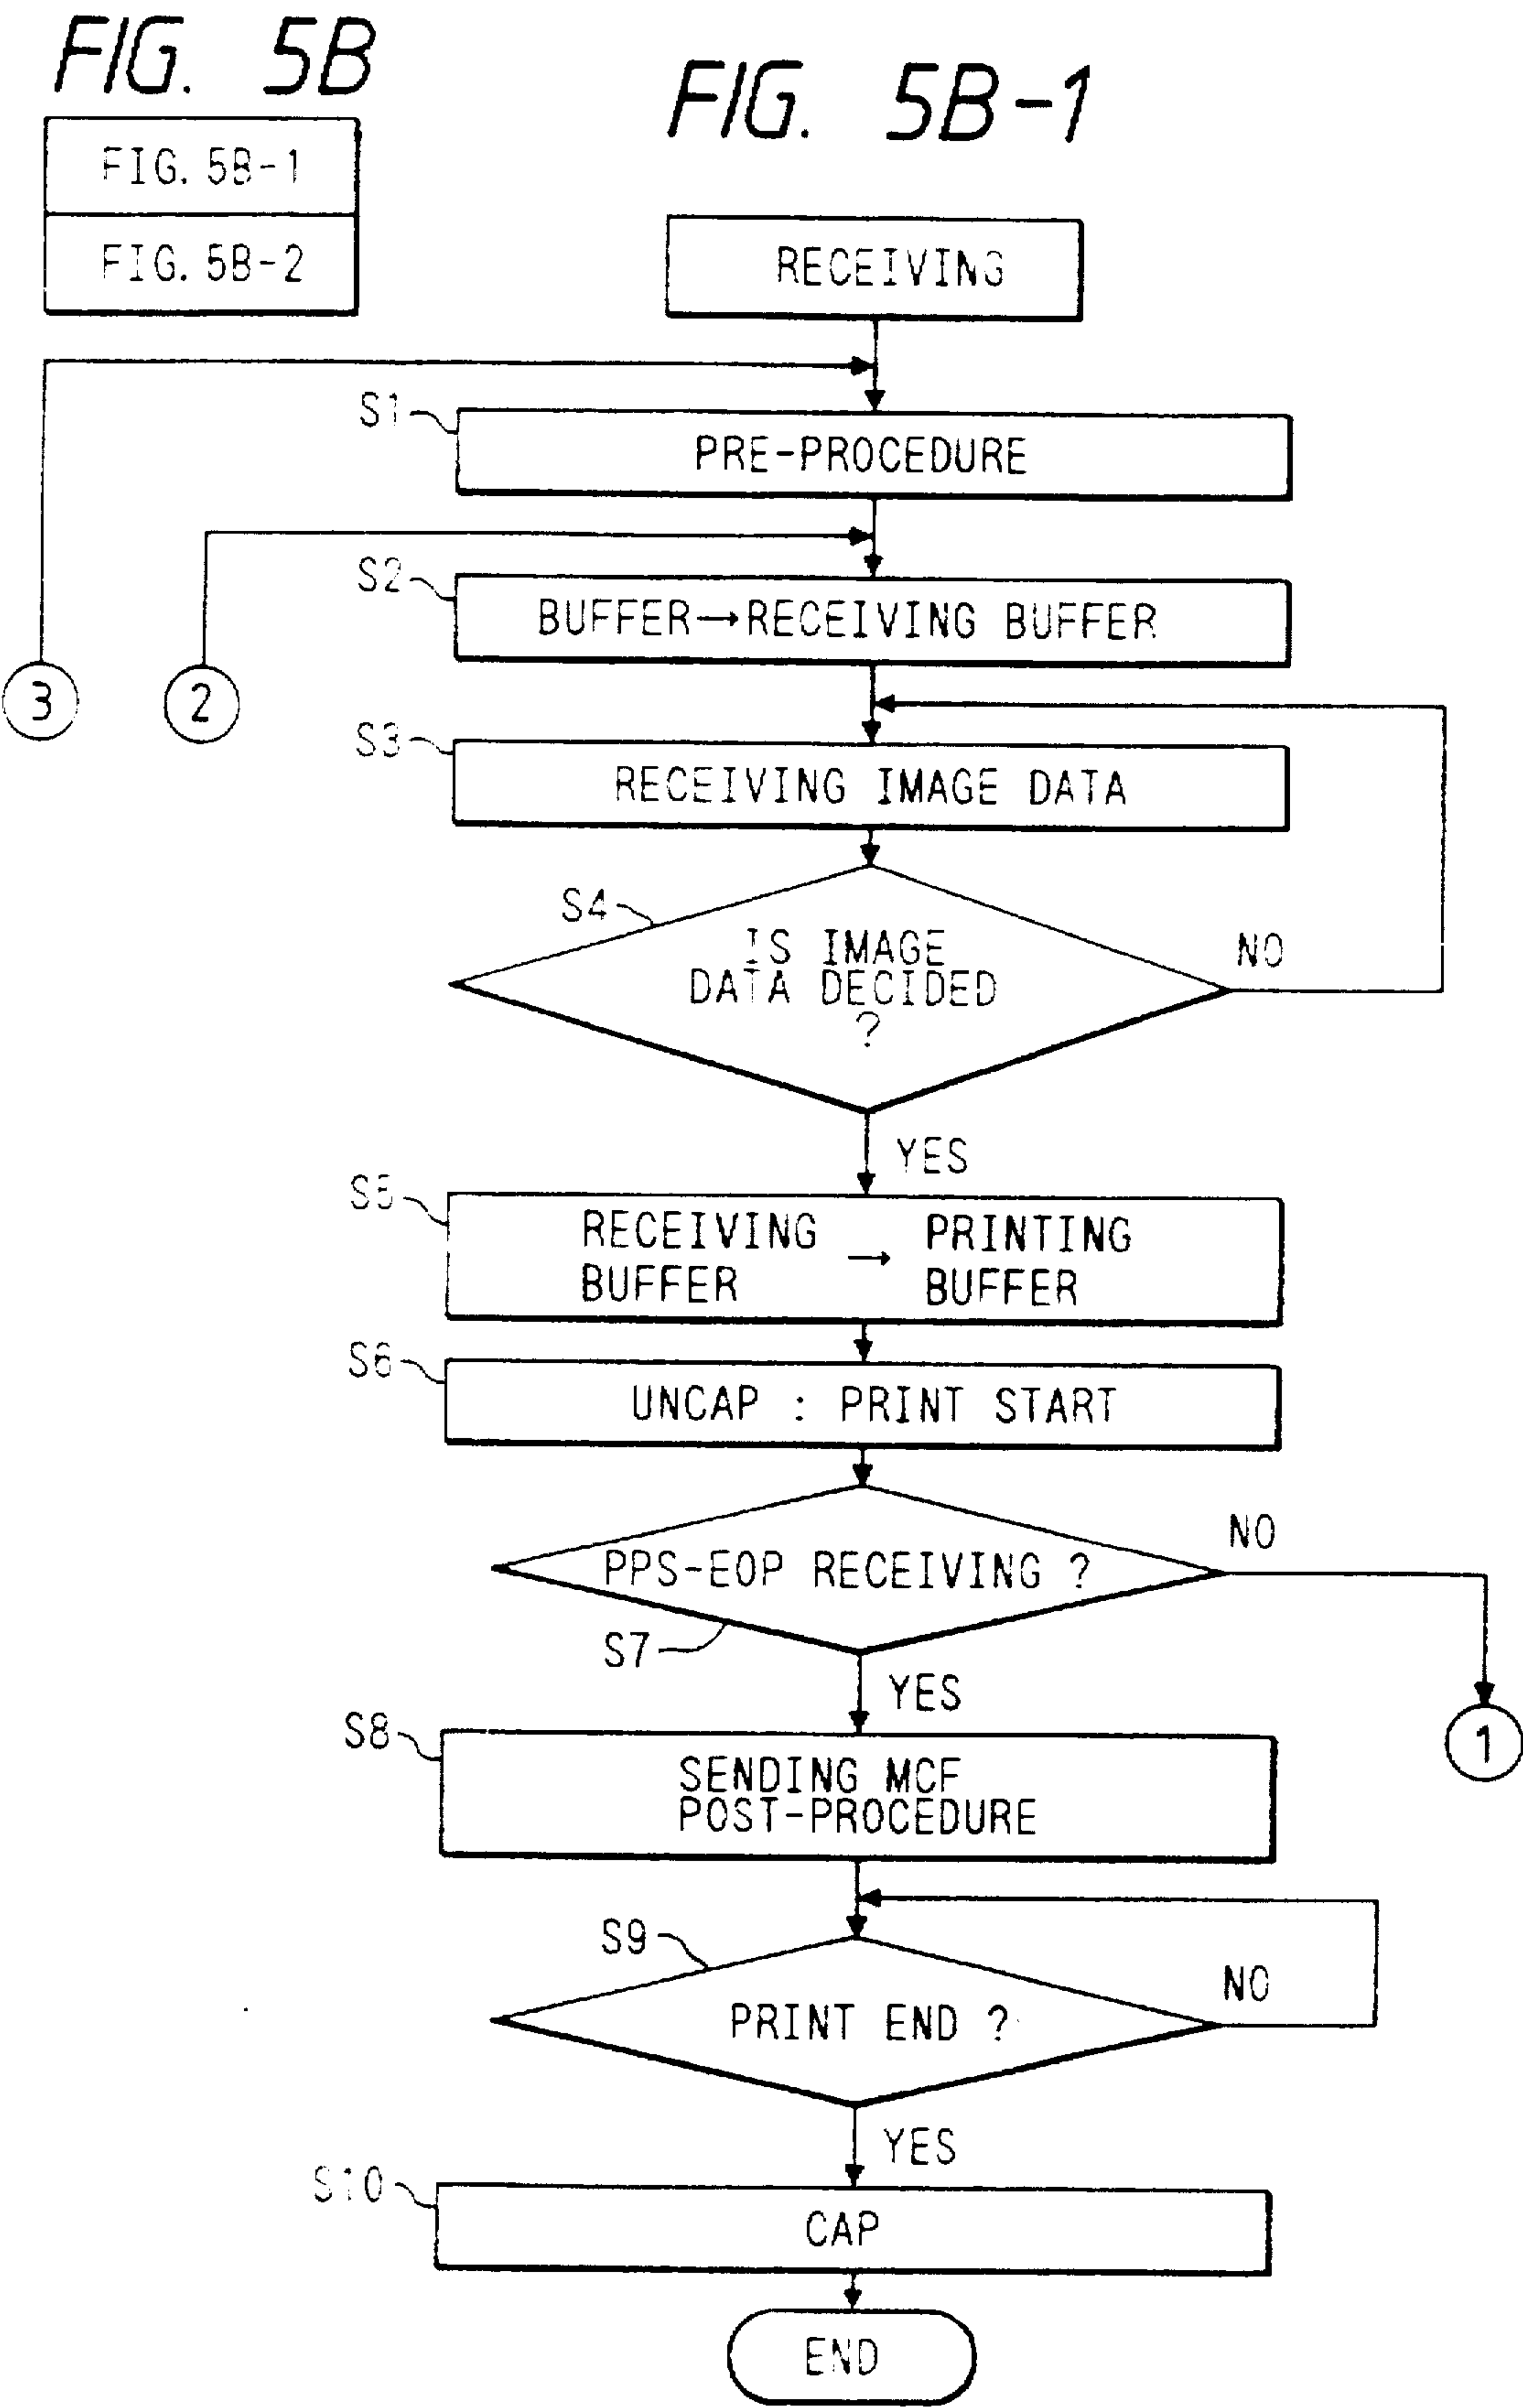 FIG. 5B
FIG. 5B-1
FIG. 5B-1
FIG. 5B-2
RECEIVING
S1
PRE-PROCEDURE
S2
BUFFER→RECEIVING BUFFER
3
2
S3
RECEIVING IMAGE DATA
S4
IS IMAGE
DATA DECIDED
?
NO
YES
S5
RECEIVING → PRINTING
BUFFER BUFFER
S6
UNCAP : PRINT START
PPS-EOP RECEIVING ?
NO
S7
YES
1
S8
SENDING MCF
POST-PROCEDURE
S9
PRINT END ?
NO
YES
S10
CAP
END